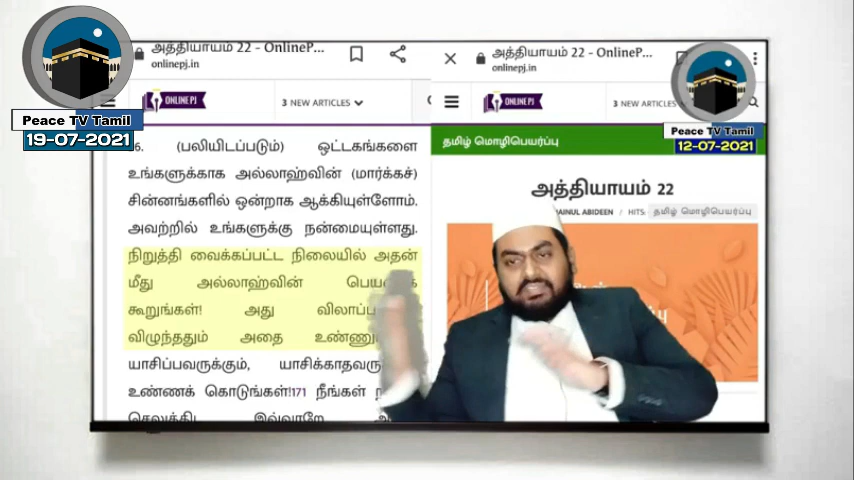 அத்தியாயம் 22 - OnlineP...
onlinepj.in
ONLINE PJ
3 NEW ARTICLES
Peace TV Tamil
19-07-2021
(பலியிடப்படும்) ஒட்டகங்களை
உங்களுக்காக அல்லாஹ்வின் (மார்க்கச்)
சின்னங்களில் ஒன்றாக ஆக்கியுள்ளோம்.
அவற்றில் உங்களுக்கு நன்மையுள்ளது.
நிறுத்தி வைக்கப்பட்ட நிலையில் அதன்
மீது அல்லாஹ்வின்
கூறுங்கள்! அது
விழுந்ததும் அதை
யாசிப்பவருக்கும், யாசிக்காதவரு
உண்ணக் கொடுங்கள்!171 நீங்கள்
இவ்வாறே
அத்தியாயம் 22 - OnlineP...
onlinepj.in
ONLINE PJ
3 NEW ARTICLES
Peace TV Tamil
12-07-2021
தமிழ் மொழிபெயர்ப்பு
அத்தியாயம் 22
AINUL ABIDEEN / HITS:
தமிழ் மொழிபெயர்ப்பு